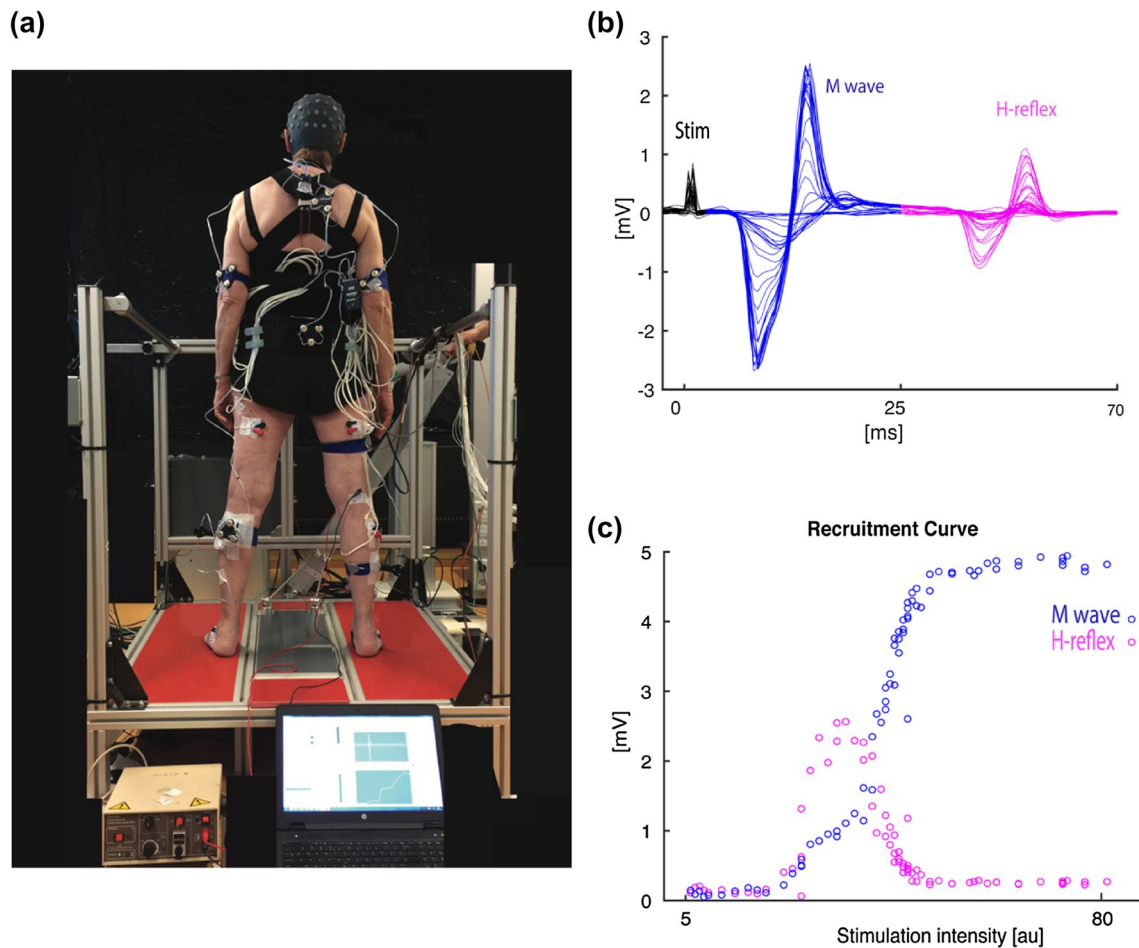 (a)
(b)
3
2
1
0
-1
-2
-3
[mV]
Stim
M wave
H-reflex
0
25
70
[ms]
(c)
Recruitment Curve
5
4
3
2
1
0
[mV]
M wave
H-reflex
5
80
Stimulation intensity [au]
hp